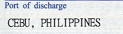 Port of discharge
CEBU, PHILIPPINES